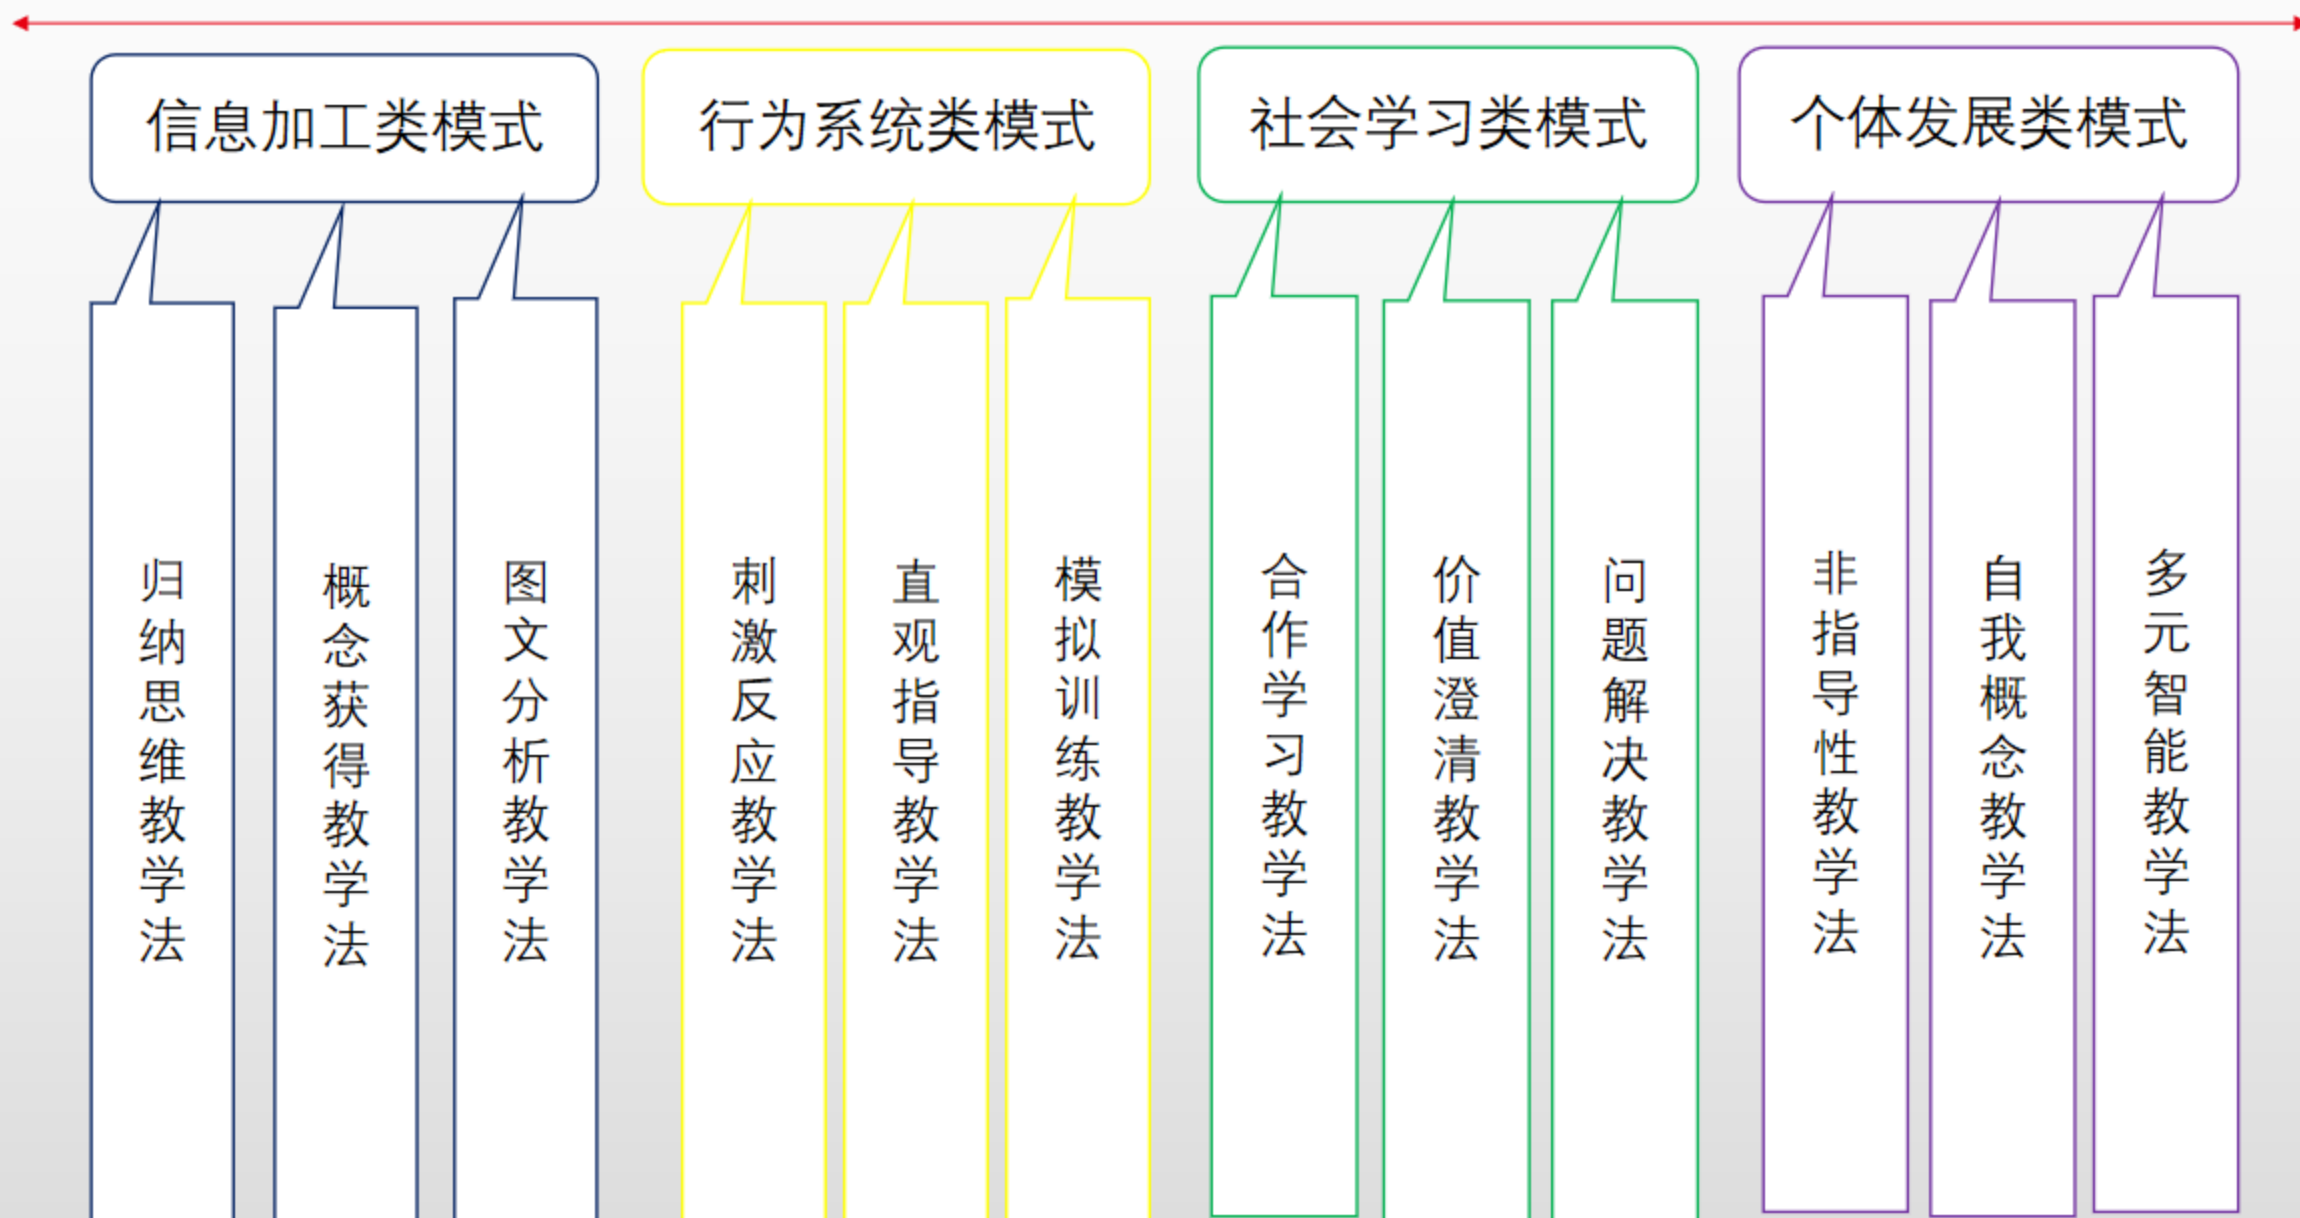 信息加工类模式
行为系统类模式
社会学习类模式
个体发展类模式
归纳思维教学法
概念获得教学法
图文分析教学法
刺激反应教学法
直观指导教学法
模拟训练教学法
合作学习教学法
价值澄清教学法
问题解决教学法
非指导性教学法
自我概念教学法
多元智能教学法